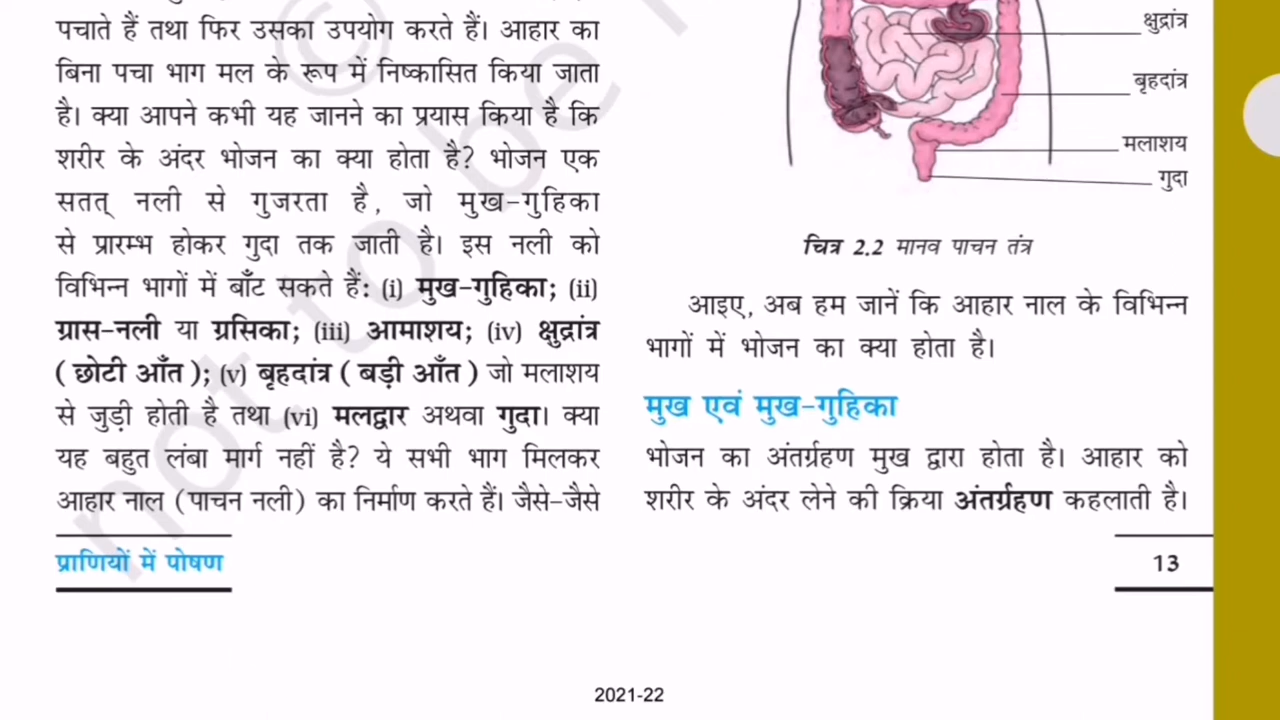 पचाते हैं तथा फिर उसका उपयोग करते हैं। आहार का
बिना पचा भाग मल के रूप में निष्कासित किया जाता
है। क्या आपने कभी यह जानने का प्रयास किया है कि
शरीर के अंदर भोजन का क्या होता है? भोजन एक
सतत् नली से गुजरता है, जो मुख-गुहिका
से प्रारम्भ होकर गुदा तक जाती है। इस नली को
विभिन्न भागों में बाँट सकते हैं: (i) मुख-गुहिका; (ii)
ग्रास-नली या ग्रसिका; (iii) आमाशय; (iv) क्षुद्रांत्र
(छोटी आँत); (v) बृहदांत्र (बड़ी आँत) जो मलाशय
से जुड़ी होती है तथा (vi) मलद्वार अथवा गुदा। क्या
यह बहुत लंबा मार्ग नहीं है? ये सभी भाग मिलकर
आहार नाल (पाचन नली) का निर्माण करते हैं। जैसे-जैसे
क्षुद्रांत्र
बृहदांत्र
मलाशय
गुदा
चित्र 2.2 मानव पाचन तंत्र
आइए, अब हम जानें कि आहार नाल के विभिन्न
भागों में भोजन का क्या होता है।
मुख एवं मुख-गुहिका
भोजन का अंतर्ग्रहण मुख द्वारा होता है। आहार को
शरीर के अंदर लेने की क्रिया अंतर्ग्रहण कहलाती है।
प्राणियों में पोषण
13
2021-22
©
not to be